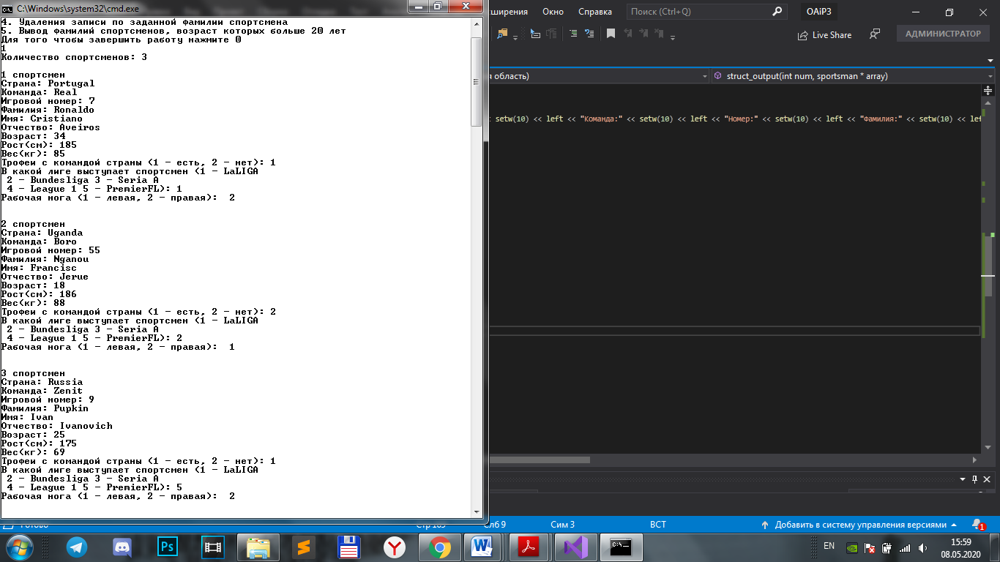 C:\Windows\system32\cmd.exe
4. Удаления записи по заданной фамилии спортсмена
5. Вывод фамилий спортсменов, возраст которых больше 20 лет
Для того чтобы завершить работу нажмите 0
1
Количество спортсменов: 3
1 спортсмен
Страна: Portugal
Команда: Real
Игровой номер: 7
Фамилия: Ronaldo
Имя: Cristiano
Отчество: Aveiros
Возраст: 34
Рост(см): 185
Вес(кг): 85
Трофеи с командой страны (1 - есть, 2 - нет): 1
В какой лиге выступает спортсмен (1 - LaLIGA
2 - Bundesliga 3 - Seria A
4 - League 1 5 - PremierFL): 1
Рабочая нога (1 - левая, 2 - правая):  2
2 спортсмен
Страна: Uganda
Команда: Boro
Игровой номер: 55
Фамилия: Nganou
Имя: Francisc
Отчество: Jerue
Возраст: 18
Рост(см): 186
Вес(кг): 88
Трофеи с командой страны (1 - есть, 2 - нет): 2
В какой лиге выступает спортсмен (1 - LaLIGA
2 - Bundesliga 3 - Seria A
4 - League 1 5 - PremierFL): 2
Рабочая нога (1 - левая, 2 - правая):  1
3 спортсмен
Страна: Russia
Команда: Zenit
Игровой номер: 9
Фамилия: Pupkin
Имя: Ivan
Отчество: Ivanovich
Возраст: 25
Рост(см): 175
Вес(кг): 69
Трофеи с командой страны (1 - есть, 2 - нет): 1
В какой лиге выступает спортсмен (1 - LaLIGA
2 - Bundesliga 3 - Seria A
4 - League 1 5 - PremierFL): 5
Рабочая нога (1 - левая, 2 - правая):  2
сширения Окно Справка Поиск (Ctrl+Q) OAiP3
Live Share АДМИНИСТРАТОР
я область) struct_output(int num, sportsman * array)
setw(10) << left << "Команда:" << setw(10) << left << "Номер:" << setw(10) << left << "Фамилия:" << setw(10) << lef
Слб 9 Сим 3 ВСТ Добавить в систему управления версиями 1
Ps W EN 15:59
08.05.2020